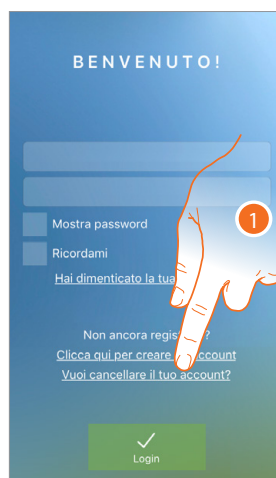 BENVENUTO!
1
Mostra password
Ricordami
Hai dimenticato la tua
Non ancora regis ?
Clicca qui per creare account
Vuoi cancellare il tuo account?
Login